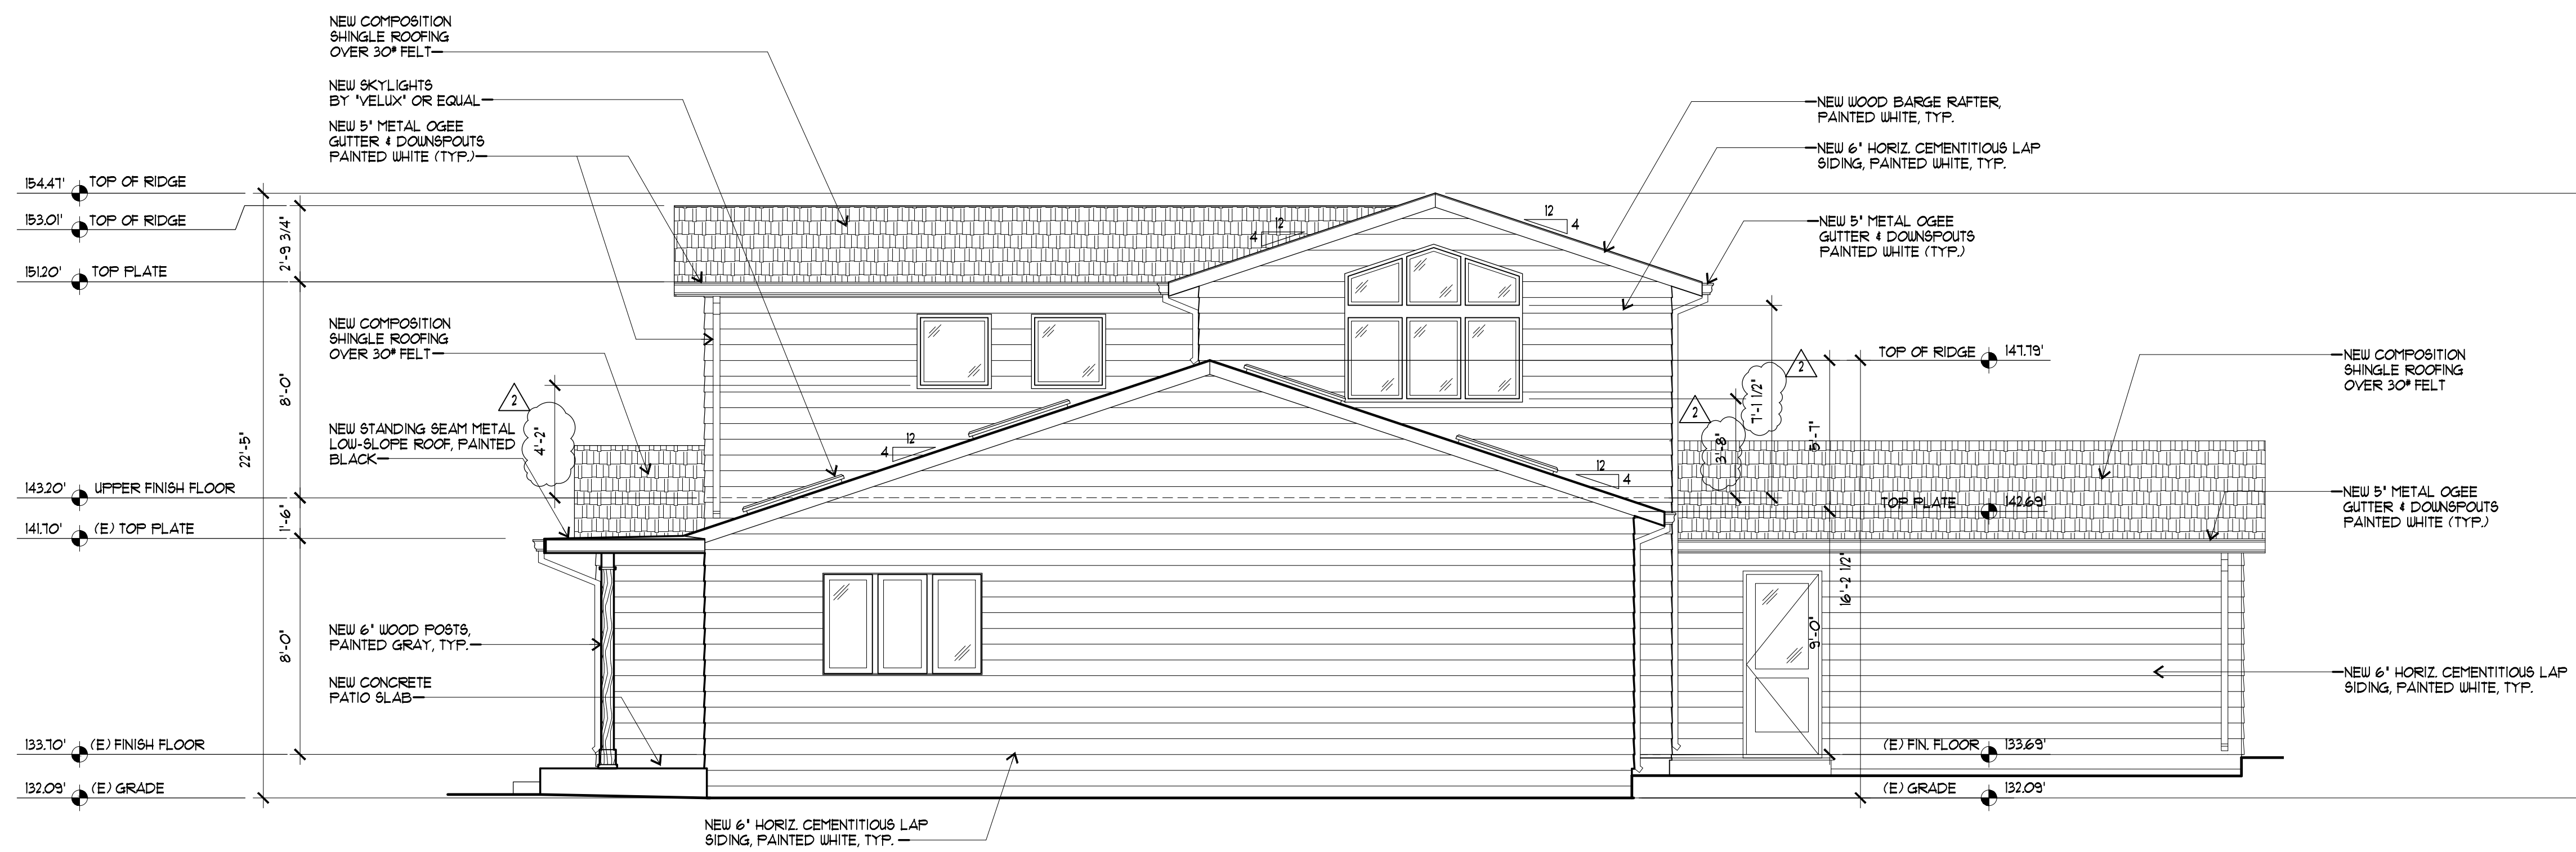 NEW COMPOSITION
SHINGLE ROOFING
OVER 30# FELT
NEW SKYLIGHTS
BY "VELUX" OR EQUAL
NEW 5" METAL OGEE
GUTTER & DOWNSPOUTS
PAINTED WHITE (TYP.)
NEW WOOD BARGE RAFTER,
PAINTED WHITE, TYP.
NEW 6" HORIZ. CEMENTITIOUS LAP
SIDING, PAINTED WHITE, TYP.
NEW 5" METAL OGEE
GUTTER & DOWNSPOUTS
PAINTED WHITE (TYP.)
154.47' TOP OF RIDGE
153.01' TOP OF RIDGE
151.20' TOP PLATE
143.20' UPPER FINISH FLOOR
141.70' (E) TOP PLATE
133.70' (E) FINISH FLOOR
132.09' (E) GRADE
22'-5"
2'-9 3/4"
8'-0"
1'-6"
8'-0"
NEW COMPOSITION
SHINGLE ROOFING
OVER 30# FELT
NEW STANDING SEAM METAL
LOW-SLOPE ROOF, PAINTED
BLACK
NEW 6" WOOD POSTS,
PAINTED GRAY, TYP.
NEW CONCRETE
PATIO SLAB
2
4'-2"
12
4
12
4
12
4
12
4
2
3'-8"
2
7'-1 1/2"
5'-7"
16'-2 1/2"
9'-0"
TOP OF RIDGE 147.79'
TOP PLATE 142.69'
(E) FIN. FLOOR 133.69'
(E) GRADE 132.09'
NEW COMPOSITION
SHINGLE ROOFING
OVER 30# FELT
NEW 5" METAL OGEE
GUTTER & DOWNSPOUTS
PAINTED WHITE (TYP.)
NEW 6" HORIZ. CEMENTITIOUS LAP
SIDING, PAINTED WHITE, TYP.
NEW 6" HORIZ. CEMENTITIOUS LAP
SIDING, PAINTED WHITE, TYP.